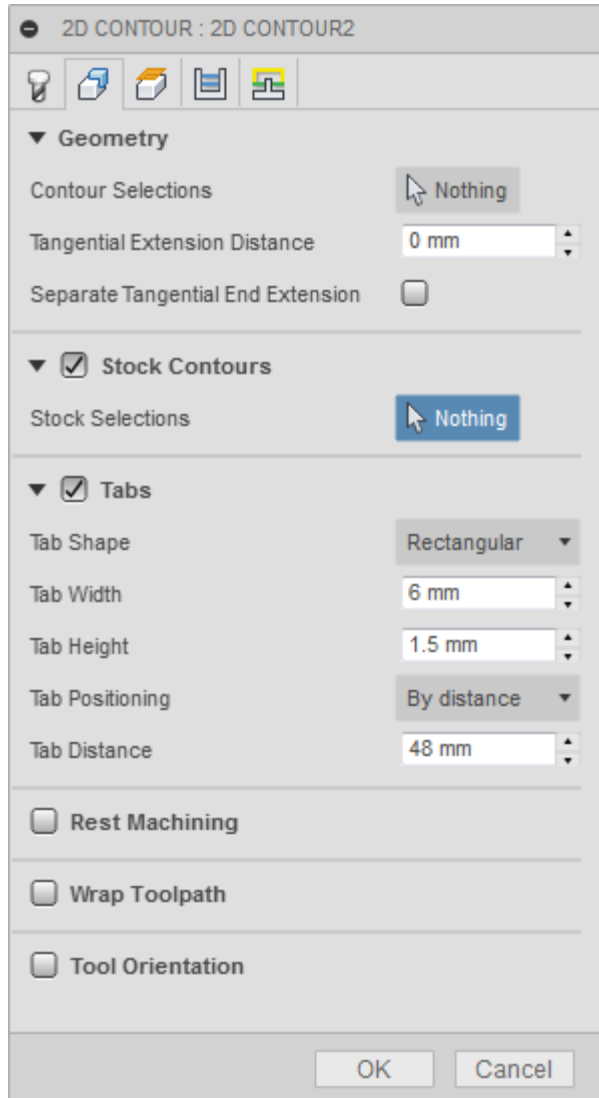 2D CONTOUR : 2D CONTOUR2
Geometry
Contour Selections Nothing
Tangential Extension Distance 0 mm
Separate Tangential End Extension
Stock Contours
Stock Selections Nothing
Tabs
Tab Shape Rectangular
Tab Width 6 mm
Tab Height 1.5 mm
Tab Positioning By distance
Tab Distance 48 mm
Rest Machining
Wrap Toolpath
Tool Orientation
OK Cancel